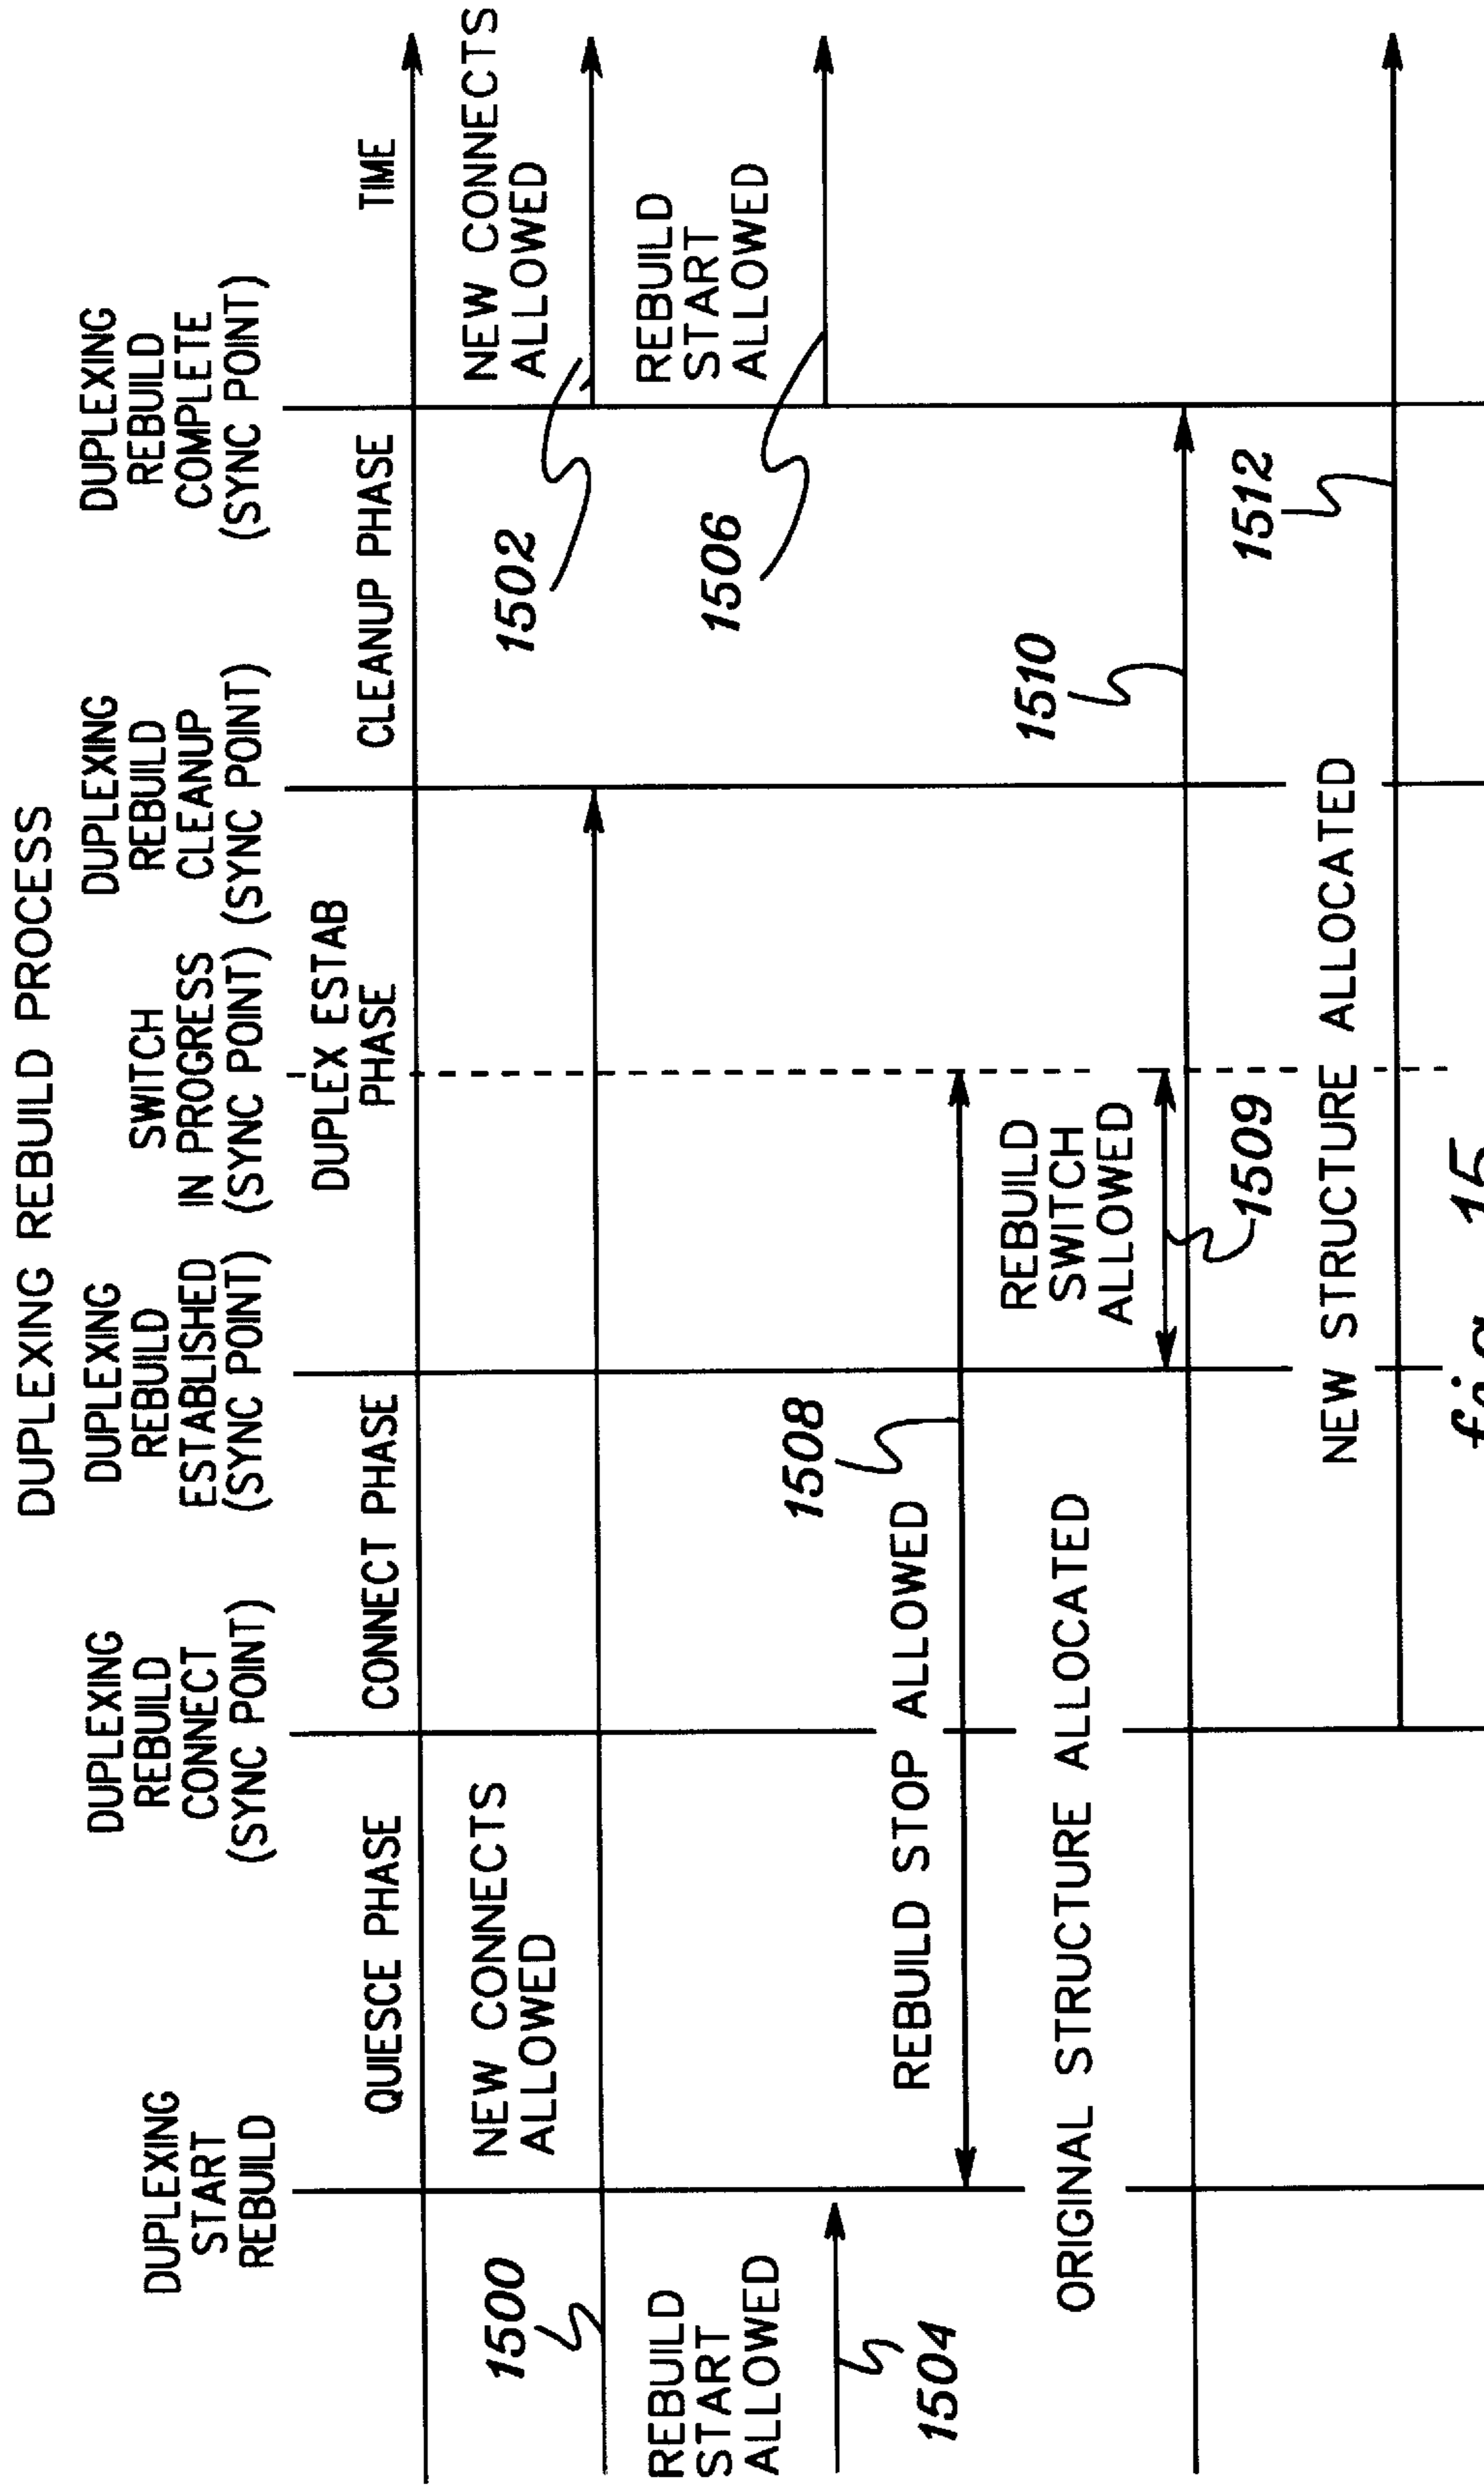 DUPLEXING REBUILD PROCESS
DUPLEXING
START
REBUILD
DUPLEXING
REBUILD
CONNECT
(SYNC POINT)
DUPLEXING
REBUILD
ESTABLISHED
(SYNC POINT)
SWITCH
IN PROGRESS
(SYNC POINT)
DUPLEXING
REBUILD
CLEANUP
(SYNC POINT)
DUPLEXING
REBUILD
COMPLETE
(SYNC POINT)
QUIESCE PHASE
CONNECT PHASE
DUPLEX ESTAB
PHASE
CLEANUP PHASE
TIME
1500
NEW CONNECTS
ALLOWED
1502
NEW CONNECTS
ALLOWED
REBUILD
START
ALLOWED
1504
1506
REBUILD
START
ALLOWED
REBUILD STOP ALLOWED
1508
REBUILD
SWITCH
ALLOWED
1509
ORIGINAL STRUCTURE ALLOCATED
1510
NEW STRUCTURE ALLOCATED
1512
fig. 15